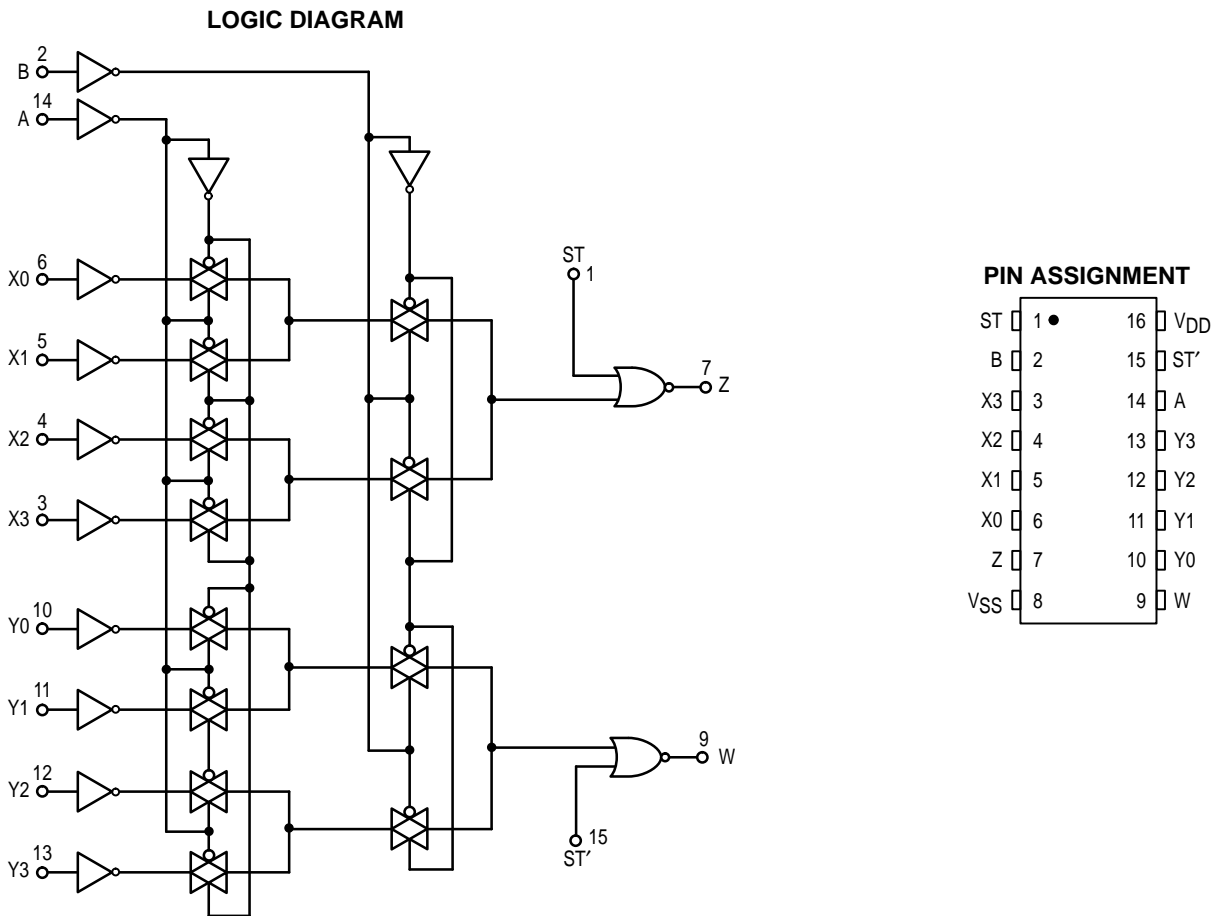 LOGIC DIAGRAM
2
B
14
A
6
X0
5
X1
4
X2
3
X3
10
Y0
11
Y1
12
Y2
13
Y3
ST
1
7
Z
9
W
15
ST′
PIN ASSIGNMENT
ST 1 16 VDD
B 2 15 ST′
X3 3 14 A
X2 4 13 Y3
X1 5 12 Y2
X0 6 11 Y1
Z 7 10 Y0
VSS 8 9 W